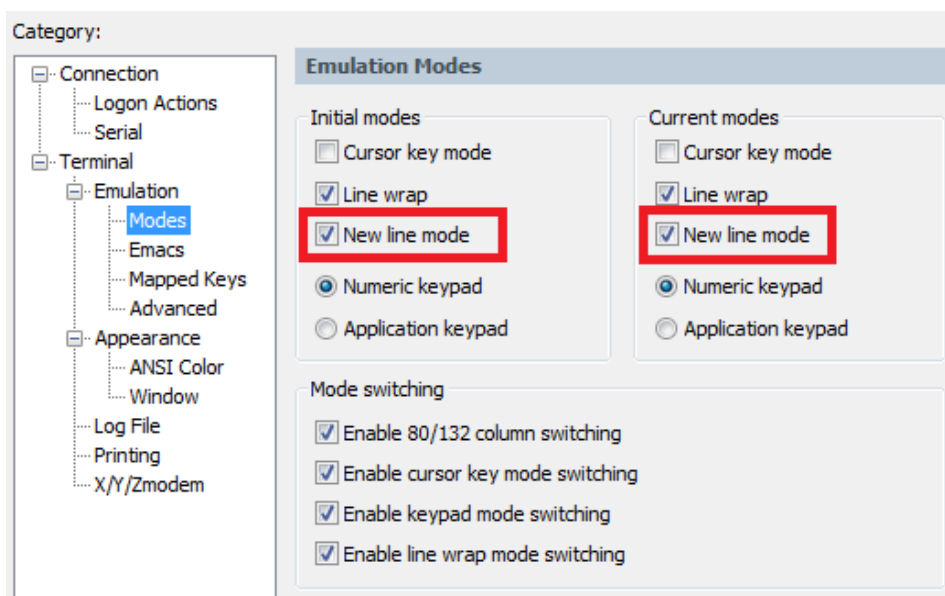 Category:
Connection
Logon Actions
Serial
Terminal
Emulation
Modes
Emacs
Mapped Keys
Advanced
Appearance
ANSI Color
Window
Log File
Printing
X/Y/Zmodem
Emulation Modes
Initial modes
Cursor key mode
Line wrap
New line mode
Numeric keypad
Application keypad
Current modes
Cursor key mode
Line wrap
New line mode
Numeric keypad
Application keypad
Mode switching
Enable 80/132 column switching
Enable cursor key mode switching
Enable keypad mode switching
Enable line wrap mode switching